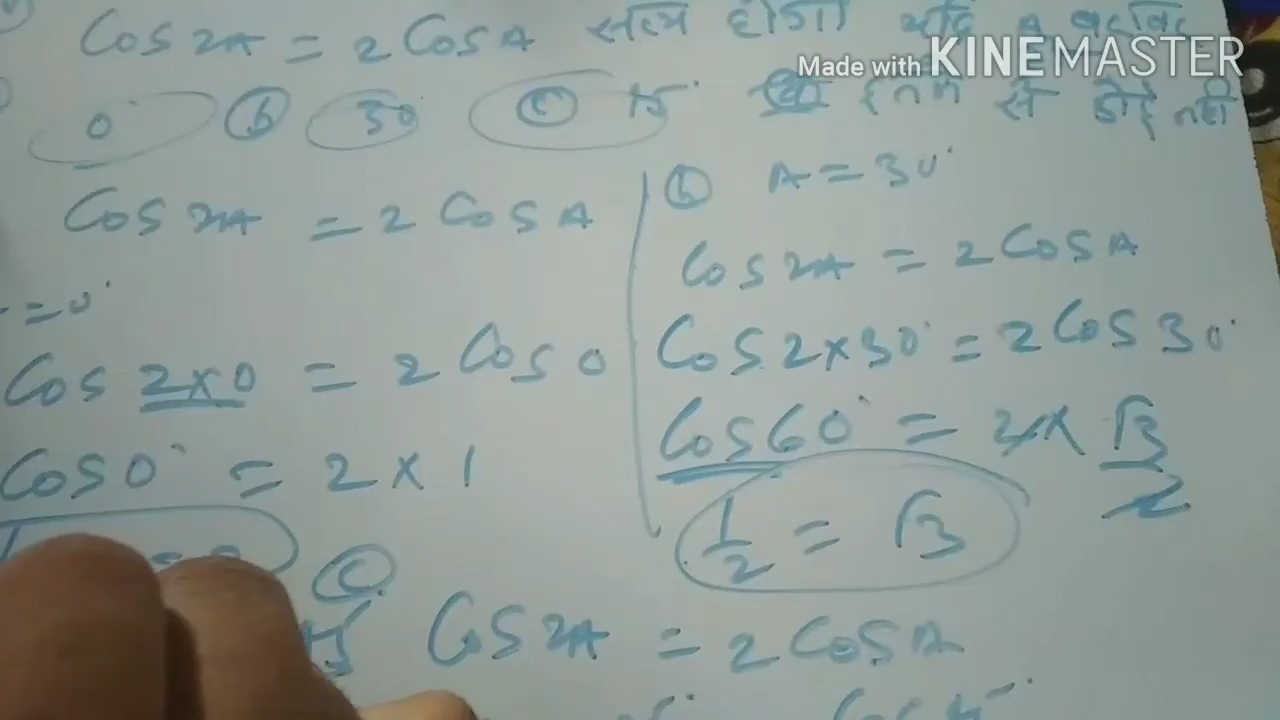 Cos 2A = 2 Cos A सत्य होगा यदि A बराबर
Made with KINEMASTER
0° (b) 30° (c) 15° इनमें से कोई नहीं
Cos 2A = 2 Cos A
= 0°
Cos 2×0 = 2 Cos 0
Cos 0° = 2 × 1
(b) A = 30°
Cos 2A = 2 Cos A
Cos 2×30° = 2 Cos 30°
Cos 60° = 2 × √3/2
1/2 = √3
(c)
Cos 2A = 2 Cos A